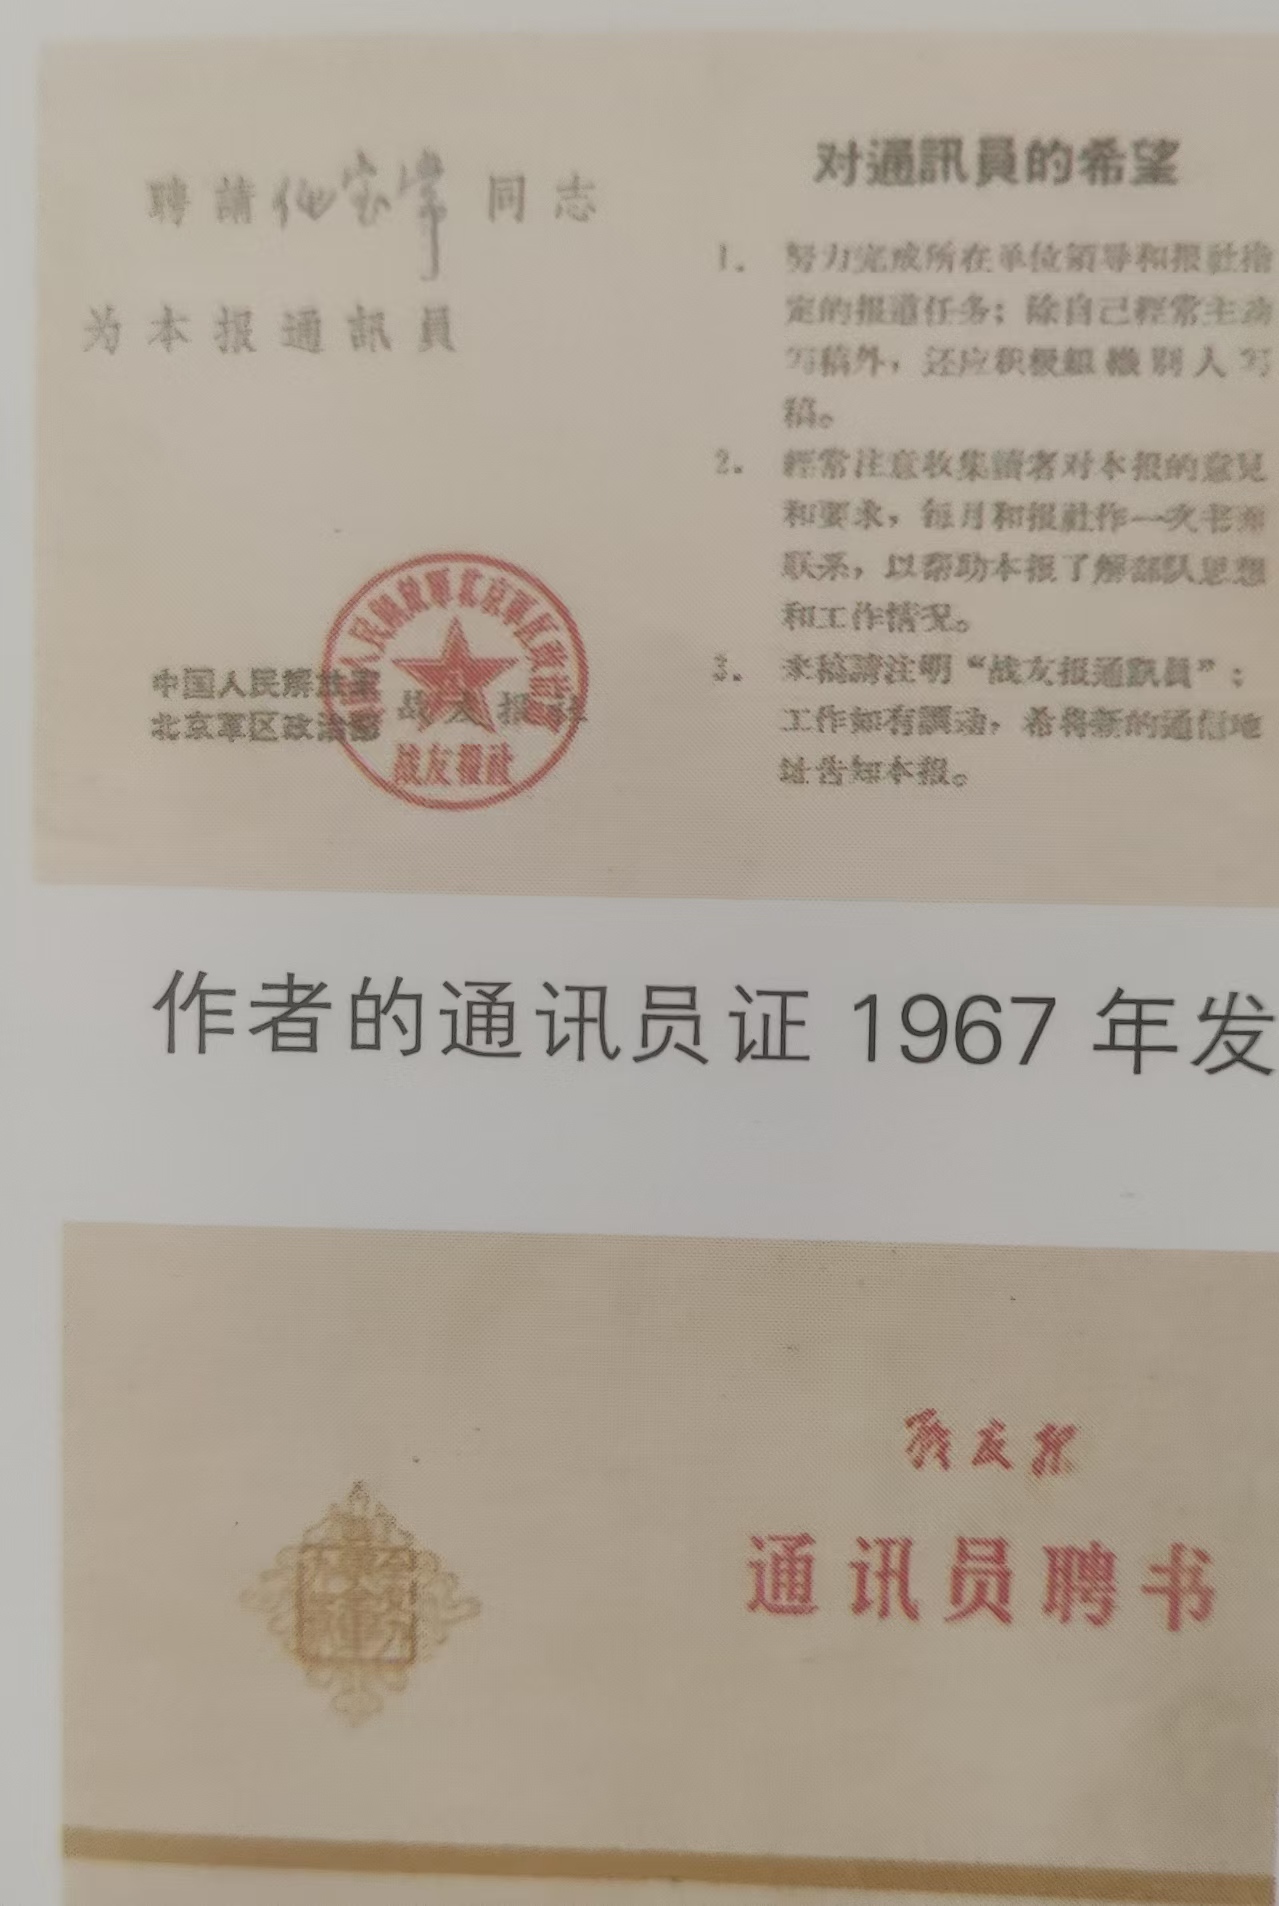 聘請 同志
为本报通訊員
中国人民解放軍
北京軍区政治部
战友报社
战友报社
对通訊員的希望
1. 努力完成所在单位領导和报社指
定的报道任务；除自己經常主动
写稿外，还应积极組織别人写
稿。
2. 經常注意收集讀者对本报的意見
和要求，每月和报社作一次书面
联系，以帮助本报了解部队思想
和工作情况。
3. 来稿請注明“战友报通訊員”；
工作如有調动，希将新的通信地
址告知本报。
作者的通讯员证 1967 年发
战友报
通讯员聘书